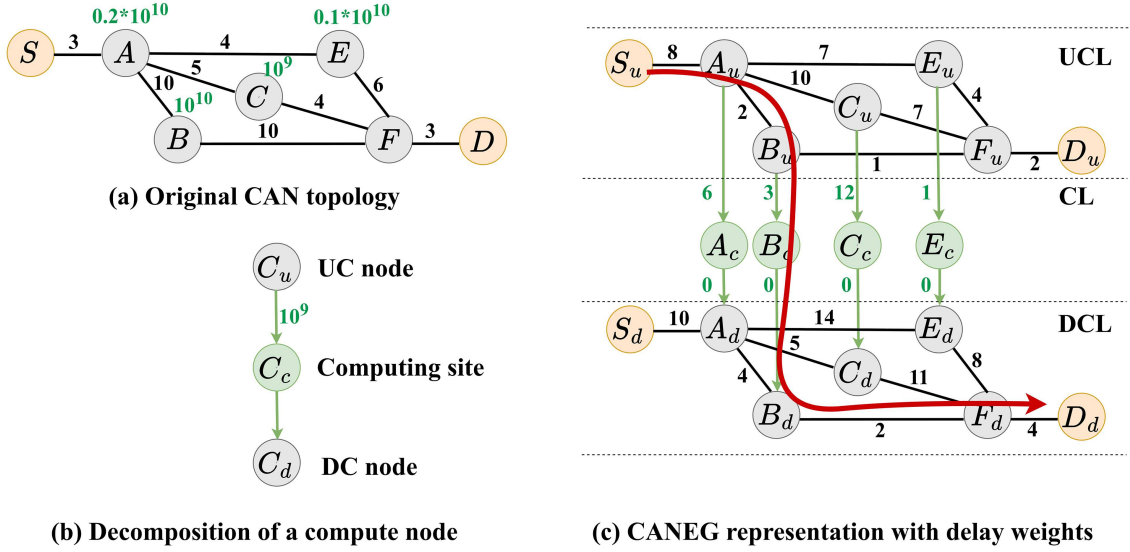 0.2*10^10
0.1*10^10
S 3 A 4 E
10 5 10^9 C 6
10^10 4
B 10 F 3 D
(a) Original CAN topology
C_u UC node
10^9
C_c Computing site
C_d DC node
(b) Decomposition of a compute node
UCL
S_u 8 A_u 7 E_u
10
2 C_u 7 4
B_u 1 F_u 2 D_u
CL
6 3 12 1
A_c B_c C_c E_c
0 0 0 0
DCL
S_d 10 A_d 14 E_d
5
4 C_d 11 8
B_d 2 F_d 4 D_d
(c) CANEG representation with delay weights